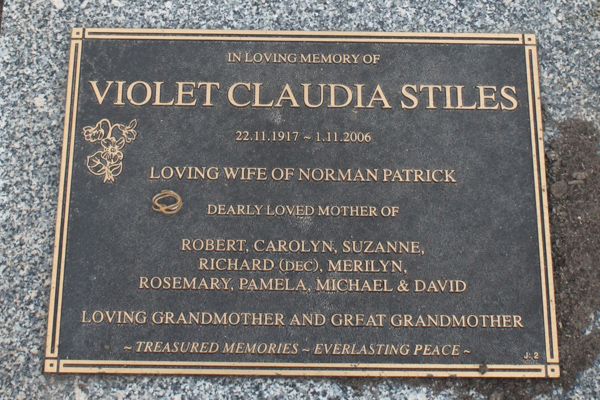 IN LOVING MEMORY OF
VIOLET CLAUDIA STILES
22.11.1917 ~ 1.11.2006
LOVING WIFE OF NORMAN PATRICK
DEARLY LOVED MOTHER OF
ROBERT, CAROLYN, SUZANNE,
RICHARD (DEC), MERILYN,
ROSEMARY, PAMELA, MICHAEL & DAVID
LOVING GRANDMOTHER AND GREAT GRANDMOTHER
~ TREASURED MEMORIES ~ EVERLASTING PEACE ~
J: 2